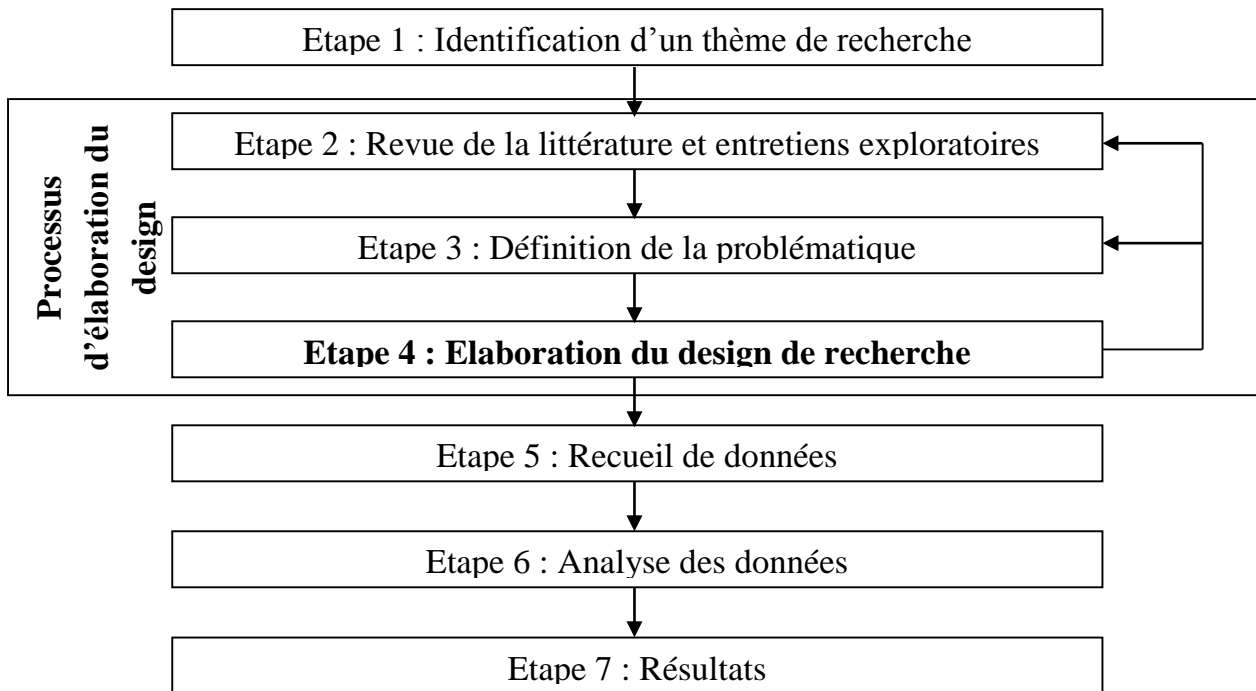 Etape 1 : Identification d’un thème de recherche
Processus
d’élaboration du
design
Etape 2 : Revue de la littérature et entretiens exploratoires
Etape 3 : Définition de la problématique
Etape 4 : Elaboration du design de recherche
Etape 5 : Recueil de données
Etape 6 : Analyse des données
Etape 7 : Résultats